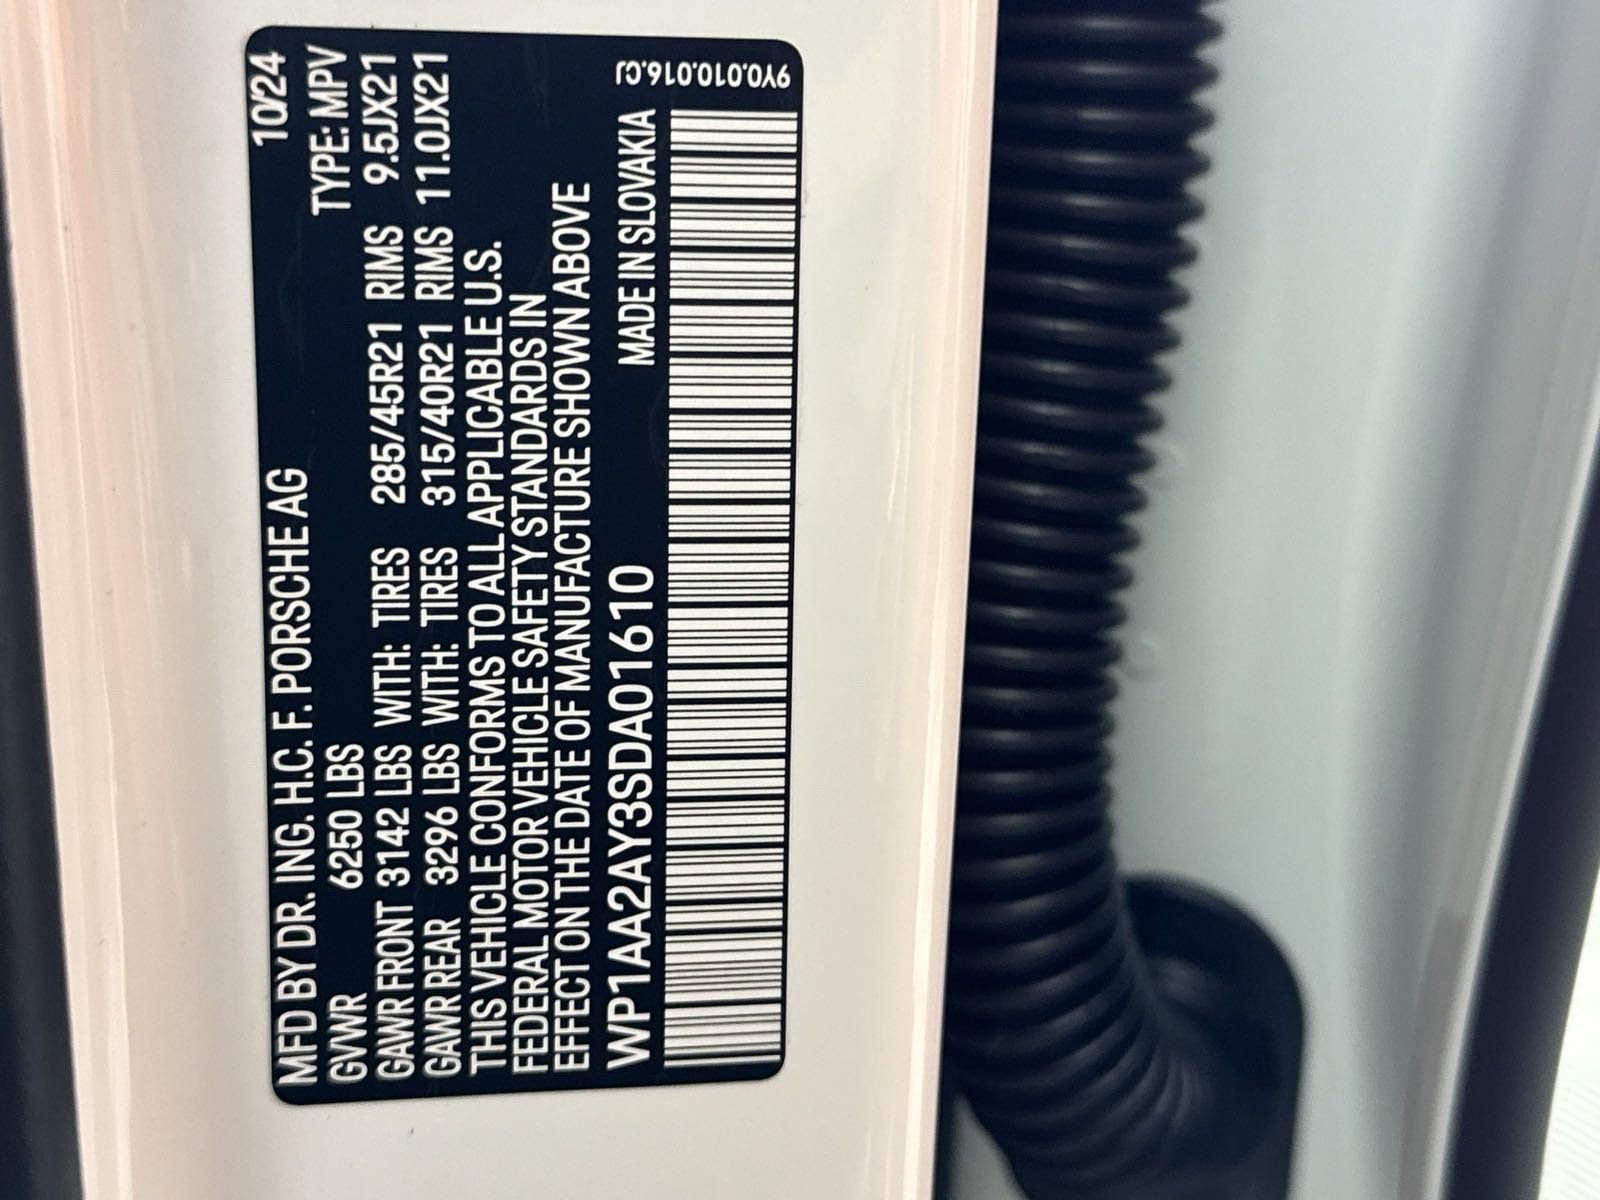 MFD BY DR. ING. H.C. F. PORSCHE AG 10/24
GVWR 6250 LBS TYPE: MPV
GAWR FRONT 3142 LBS WITH: TIRES 285/45R21 RIMS 9.5JX21
GAWR REAR 3296 LBS WITH: TIRES 315/40R21 RIMS 11.0JX21
THIS VEHICLE CONFORMS TO ALL APPLICABLE U.S.
FEDERAL MOTOR VEHICLE SAFETY STANDARDS IN
EFFECT ON THE DATE OF MANUFACTURE SHOWN ABOVE
WP1AA2AY3SDA01610 MADE IN SLOVAKIA
9Y0.010.016.CJ